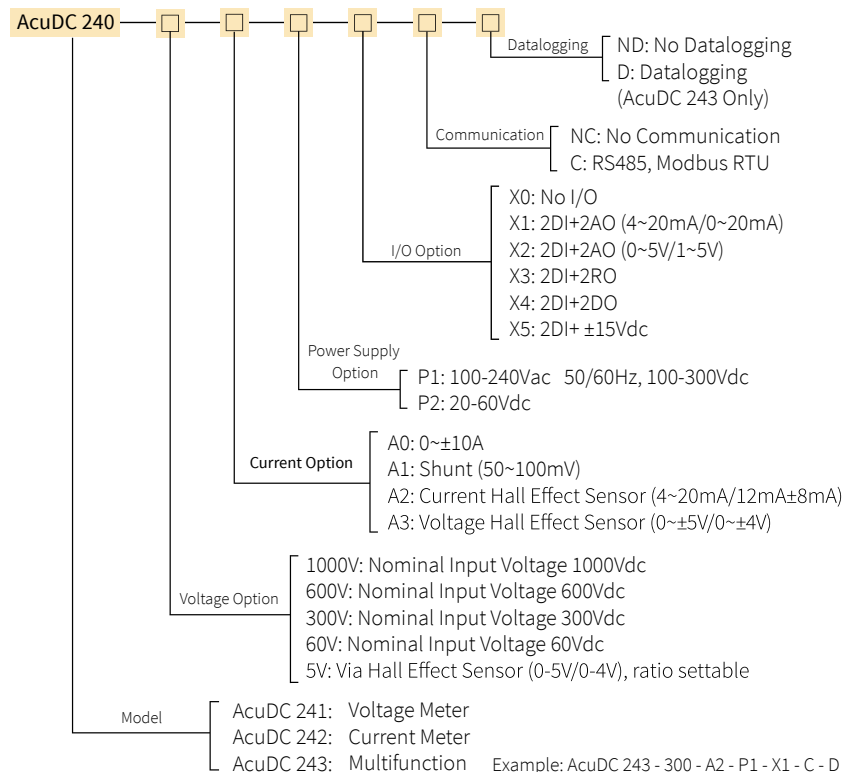 AcuDC 240
Datalogging
ND: No Datalogging
D: Datalogging
(AcuDC 243 Only)
Communication
NC: No Communication
C: RS485, Modbus RTU
I/O Option
X0: No I/O
X1: 2DI+2AO (4~20mA/0~20mA)
X2: 2DI+2AO (0~5V/1~5V)
X3: 2DI+2RO
X4: 2DI+2DO
X5: 2DI+ ±15Vdc
Power Supply
Option
P1: 100-240Vac 50/60Hz, 100-300Vdc
P2: 20-60Vdc
Current Option
A0: 0~±10A
A1: Shunt (50~100mV)
A2: Current Hall Effect Sensor (4~20mA/12mA±8mA)
A3: Voltage Hall Effect Sensor (0~±5V/0~±4V)
Voltage Option
1000V: Nominal Input Voltage 1000Vdc
600V: Nominal Input Voltage 600Vdc
300V: Nominal Input Voltage 300Vdc
60V: Nominal Input Voltage 60Vdc
5V: Via Hall Effect Sensor (0-5V/0-4V), ratio settable
Model
AcuDC 241: Voltage Meter
AcuDC 242: Current Meter
AcuDC 243: Multifunction
Example: AcuDC 243 - 300 - A2 - P1 - X1 - C - D